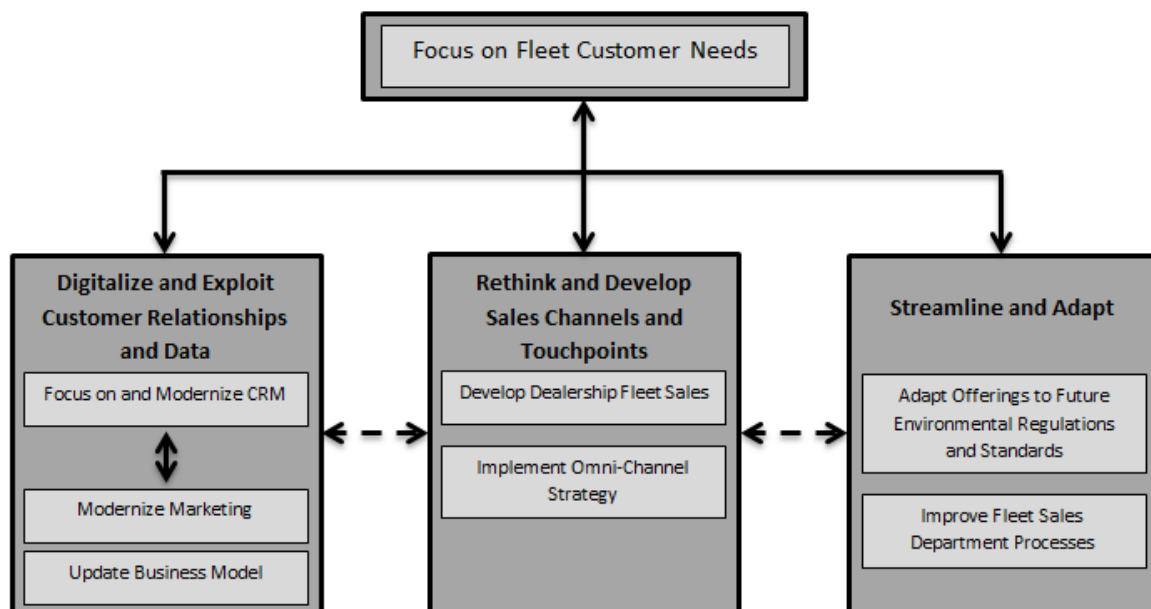 Focus on Fleet Customer Needs
Digitalize and Exploit
Customer Relationships
and Data
Focus on and Modernize CRM
Modernize Marketing
Update Business Model
Rethink and Develop
Sales Channels and
Touchpoints
Develop Dealership Fleet Sales
Implement Omni-Channel
Strategy
Streamline and Adapt
Adapt Offerings to Future
Environmental Regulations
and Standards
Improve Fleet Sales
Department Processes